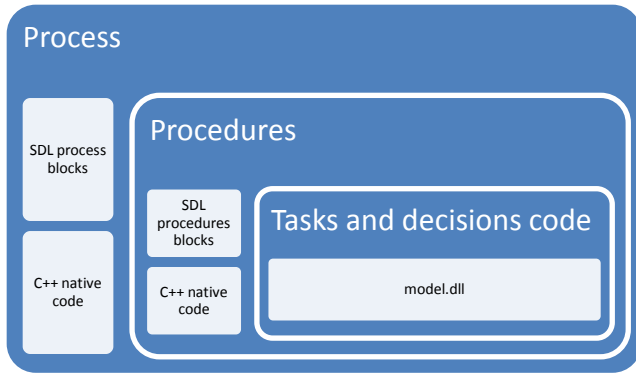 Process
SDL process
blocks
C++ native
code
Procedures
SDL
procedures
blocks
C++ native
code
Tasks and decisions code
model.dll